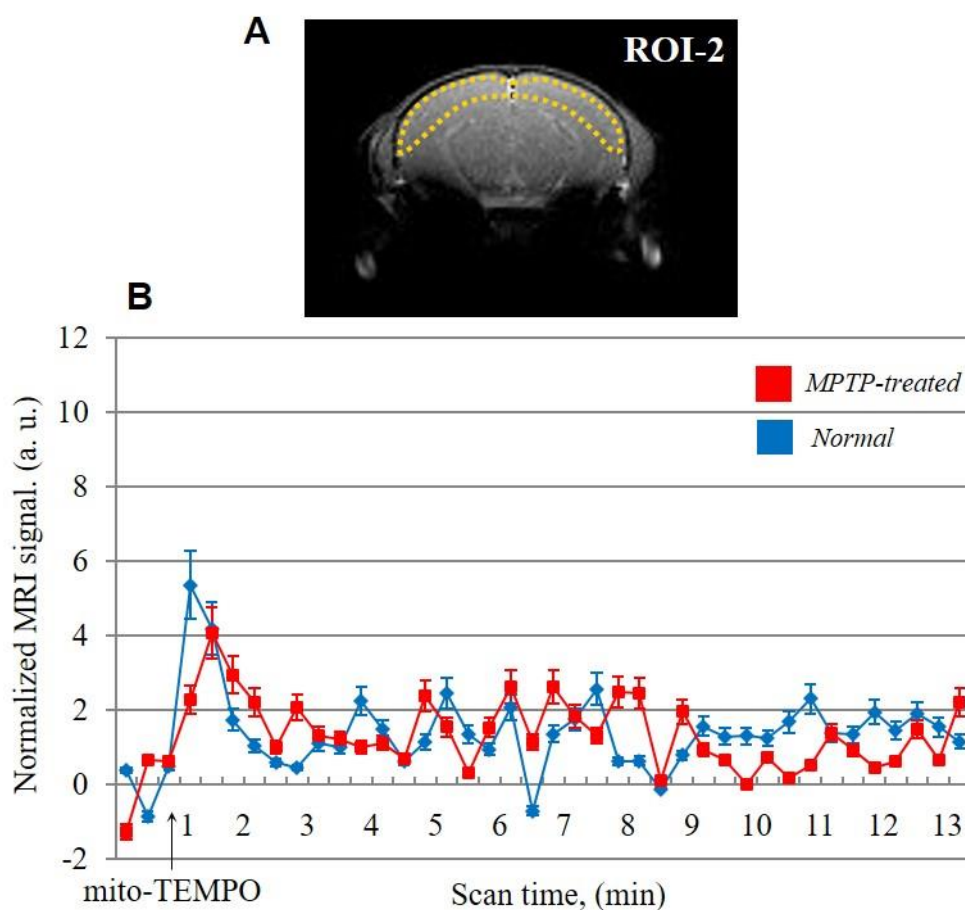 A
ROI-2
B
Normalized MRI signal. (a. u.)
12
10
8
6
4
2
0
-2
MPTP-treated
Normal
1 2 3 4 5 6 7 8 9 10 11 12 13
mito-TEMPO
Scan time, (min)